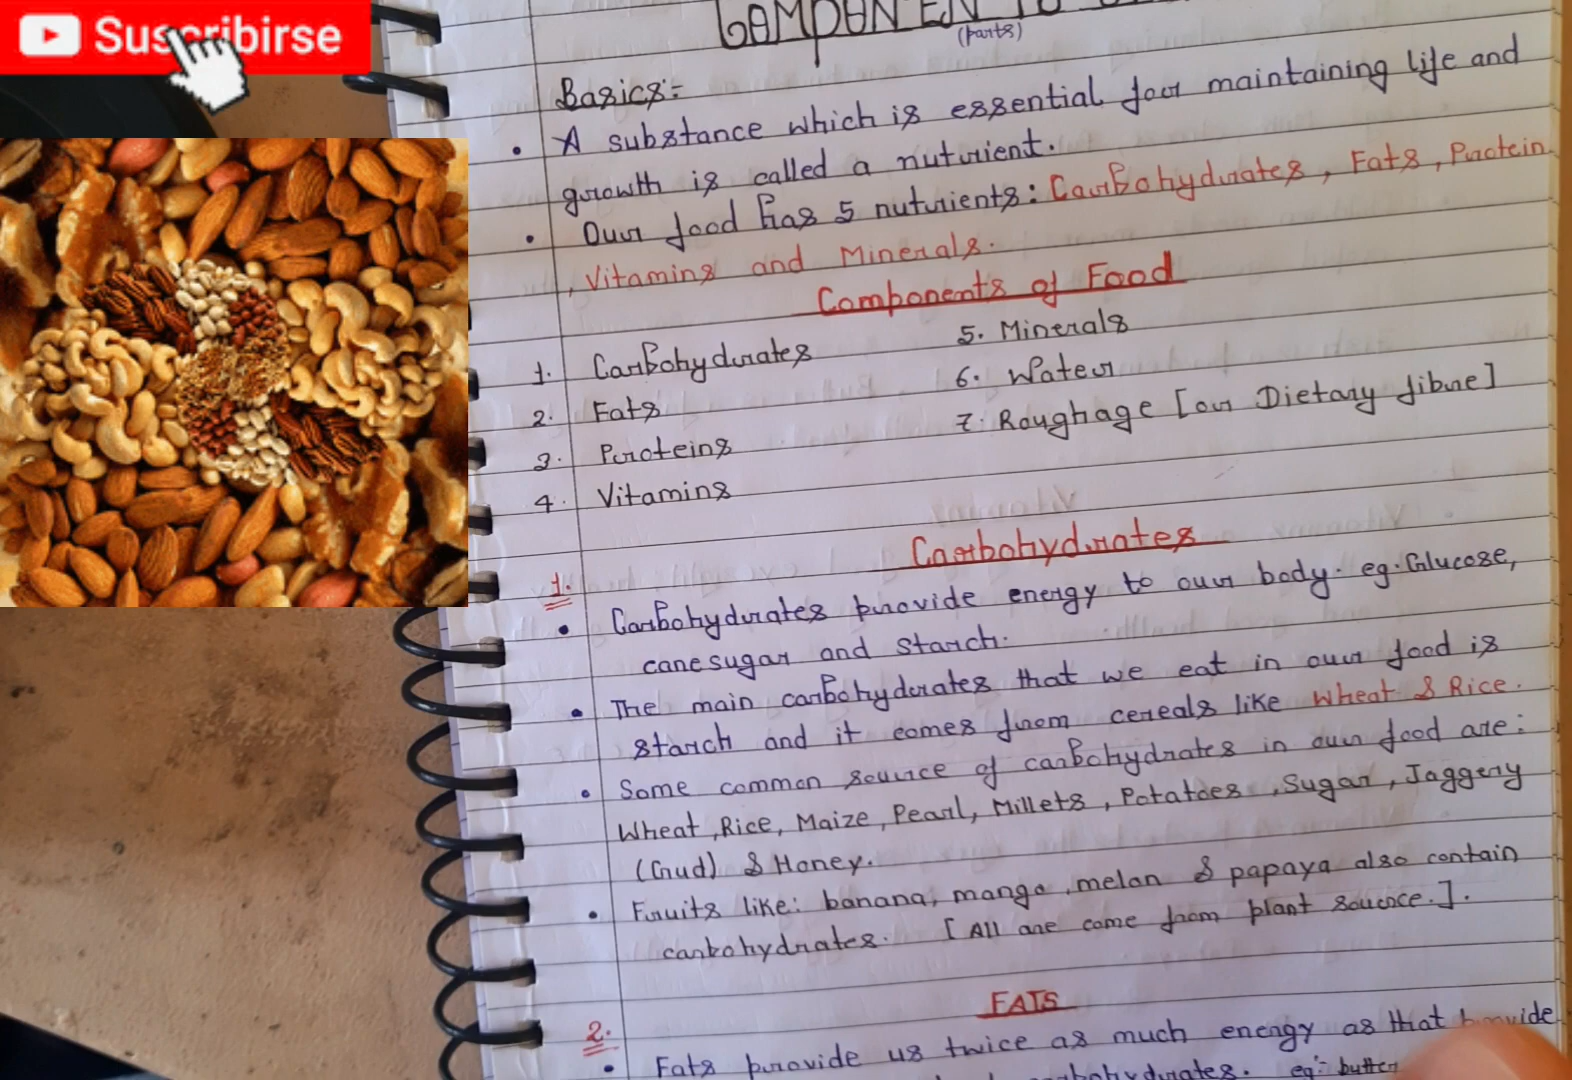 Suscribirse
COMPONENTS
(parts)
Basics:-
• A substance which is essential for maintaining life and
growth is called a nutrient.
• Our food has 5 nutrients: Carbohydrates, Fats, Protein
, Vitamins and Minerals.
Components of Food
1. Carbohydrates
2. Fats
3. Proteins
4. Vitamins
5. Minerals
6. Water
7. Roughage [or Dietary fibre]
Carbohydrates
1.
• Carbohydrates provide energy to our body. eg. Glucose,
cane sugar and starch.
• The main carbohydrates that we eat in our food is
starch and it comes from cereals like Wheat & Rice.
• Some common source of carbohydrates in our food are:
Wheat, Rice, Maize, Pearl, Millets, Potatoes, Sugar, Jaggery
(Gud) & Honey.
• Fruits like: banana, mango, melon & papaya also contain
carbohydrates. [All are come from plant source.].
FATS
2.
• Fats provide us twice as much energy as that provide
carbohydrates. eg:- butter